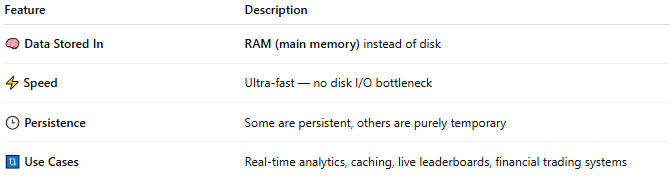 Feature Description
🧠 Data Stored In RAM (main memory) instead of disk
⚡ Speed Ultra-fast — no disk I/O bottleneck
🕒 Persistence Some are persistent, others are purely temporary
🔃 Use Cases Real-time analytics, caching, live leaderboards, financial trading systems